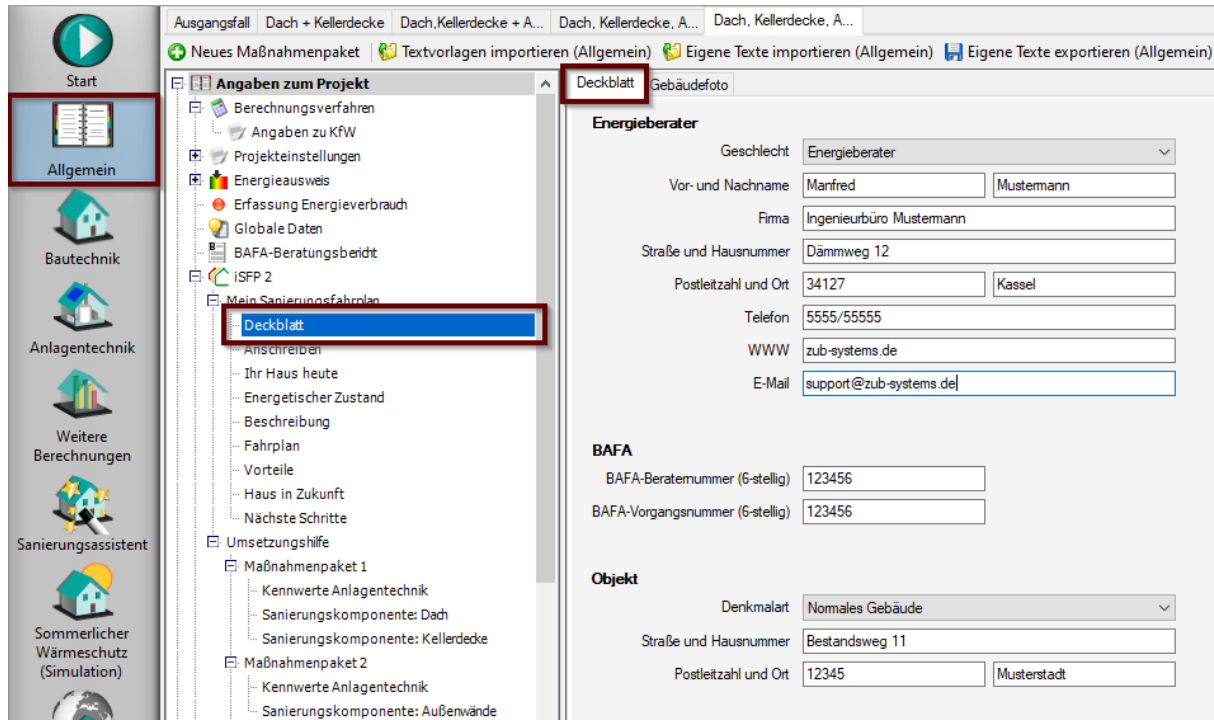 Ausgangsfall Dach + Kellerdecke Dach,Kellerdecke + A... Dach, Kellerdecke, A... Dach, Kellerdecke, A...
Neues Maßnahmenpaket Textvorlagen importieren (Allgemein) Eigene Texte importieren (Allgemein) Eigene Texte exportieren (Allgemein)
Start
Allgemein
Bautechnik
Anlagentechnik
Weitere
Berechnungen
Sanierungsassistent
Sommerlicher
Wärmeschutz
(Simulation)
Angaben zum Projekt
Berechnungsverfahren
Angaben zu KfW
Projekteinstellungen
Energieausweis
Erfassung Energieverbrauch
Globale Daten
BAFA-Beratungsbericht
iSFP 2
Mein Sanierungsfahrplan
Deckblatt
Anschreiben
Ihr Haus heute
Energetischer Zustand
Beschreibung
Fahrplan
Vorteile
Haus in Zukunft
Nächste Schritte
Umsetzungshilfe
Maßnahmenpaket 1
Kennwerte Anlagentechnik
Sanierungskomponente: Dach
Sanierungskomponente: Kellerdecke
Maßnahmenpaket 2
Kennwerte Anlagentechnik
Sanierungskomponente: Außenwände
Deckblatt Gebäudefoto
Energieberater
Geschlecht Energieberater
Vor- und Nachname Manfred Mustermann
Firma Ingenieurbüro Mustermann
Straße und Hausnummer Dämmweg 12
Postleitzahl und Ort 34127 Kassel
Telefon 5555/55555
WWW zub-systems.de
E-Mail support@zub-systems.de
BAFA
BAFA-Beraternummer (6-stellig) 123456
BAFA-Vorgangsnummer (6-stellig) 123456
Objekt
Denkmalart Normales Gebäude
Straße und Hausnummer Bestandsweg 11
Postleitzahl und Ort 12345 Musterstadt